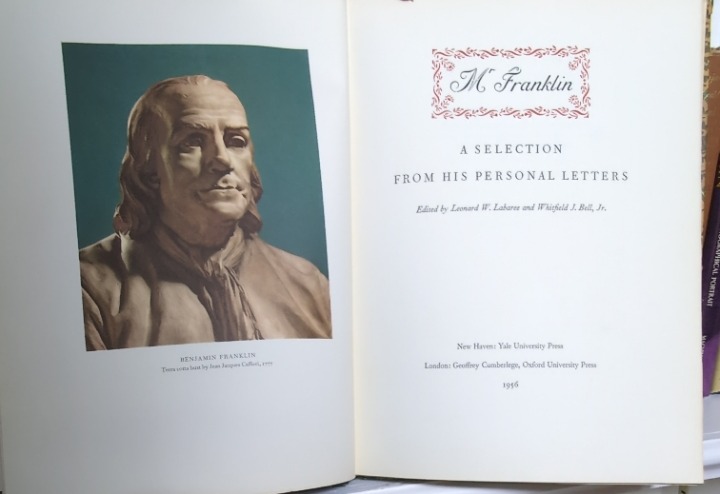 BENJAMIN FRANKLIN
Terra cotta bust by Jean Jacques Caffieri, 1777
Mr Franklin
A SELECTION
FROM HIS PERSONAL LETTERS
Edited by Leonard W. Labaree and Whitfield J. Bell, Jr.
New Haven: Yale University Press
London: Geoffrey Cumberlege, Oxford University Press
1956
PORTRAIT